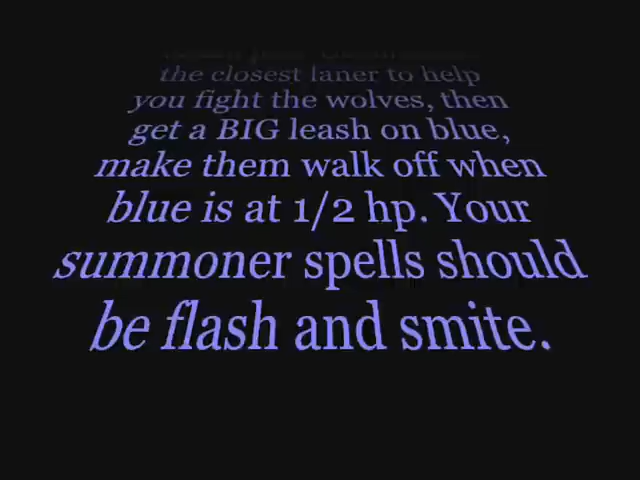 the closest laner to help
you fight the wolves, then
get a BIG leash on blue,
make them walk off when
blue is at 1/2 hp. Your
summoner spells should
be flash and smite.